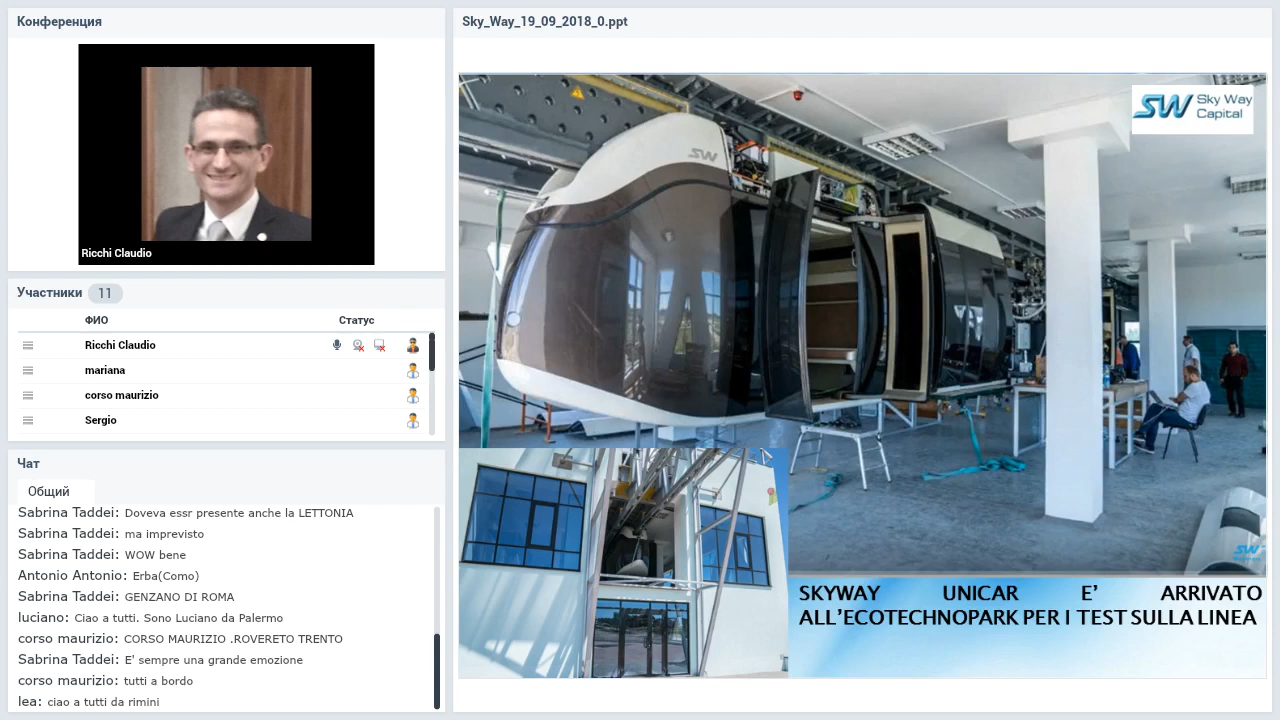 Конференция
Ricchi Claudio
Участники 11
ФИО Статус
Ricchi Claudio
mariana
corso maurizio
Sergio
Чат
Общий
Sabrina Taddei: Doveva essr presente anche la LETTONIA
Sabrina Taddei: ma imprevisto
Sabrina Taddei: WOW bene
Antonio Antonio: Erba(Como)
Sabrina Taddei: GENZANO DI ROMA
luciano: Ciao a tutti. Sono Luciano da Palermo
corso maurizio: CORSO MAURIZIO .ROVERETO TRENTO
Sabrina Taddei: E' sempre una grande emozione
corso maurizio: tutti a bordo
lea: ciao a tutti da rimini
Sky_Way_19_09_2018_0.ppt
SW Sky Way
Capital
SW
SW
SKYWAY UNICAR E’ ARRIVATO
ALL’ECOTECHNOPARK PER I TEST SULLA LINEA